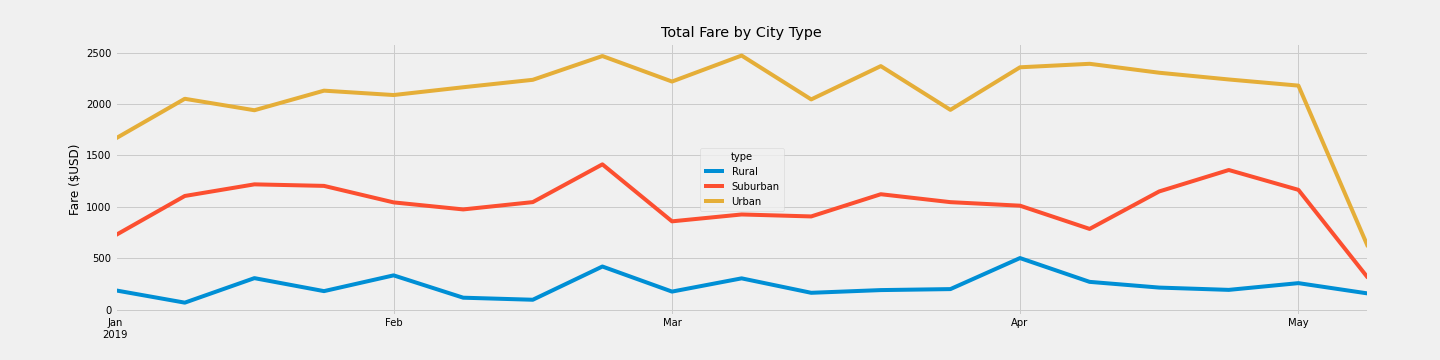 Total Fare by City Type
Fare ($USD)
2500
2000
1500
1000
500
0
type
Rural
Suburban
Urban
Jan
2019
Feb
Mar
Apr
May